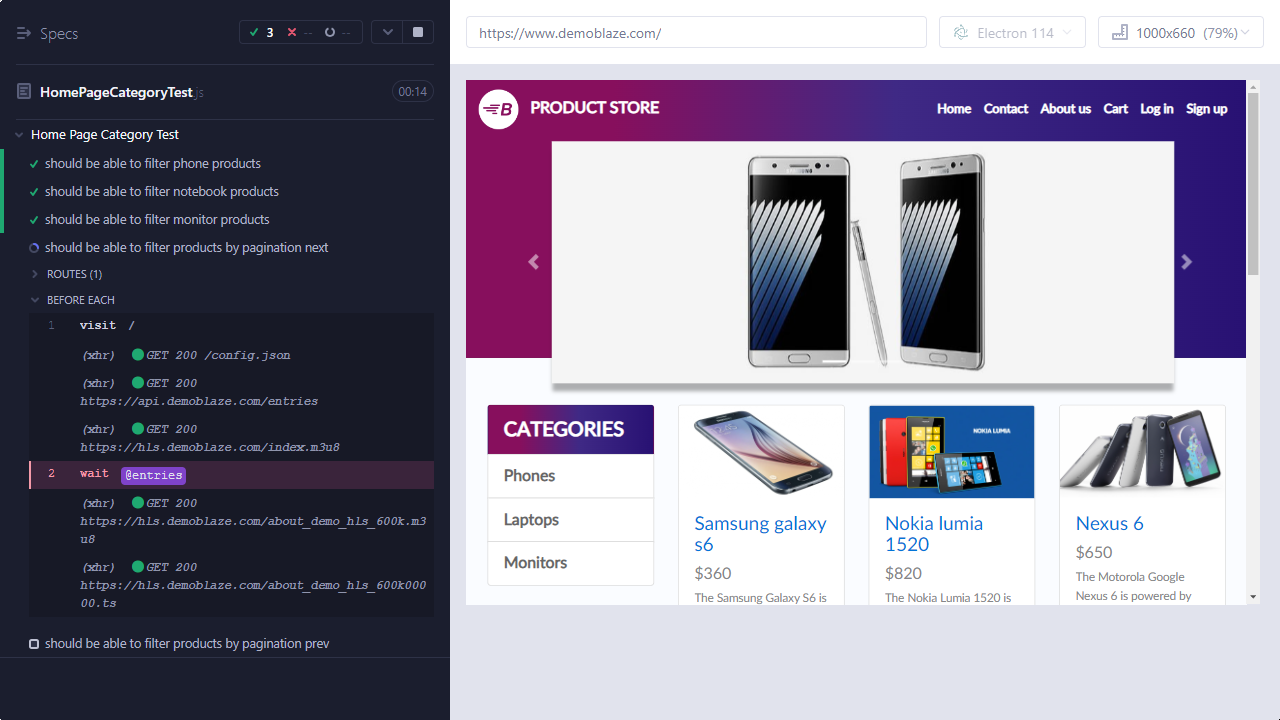 Specs
3 -- --
HomePageCategoryTest.js
00:14
Home Page Category Test
should be able to filter phone products
should be able to filter notebook products
should be able to filter monitor products
should be able to filter products by pagination next
ROUTES (1)
BEFORE EACH
1 visit /
(xhr) GET 200 /config.json
(xhr) GET 200
https://api.demoblaze.com/entries
(xhr) GET 200
https://hls.demoblaze.com/index.m3u8
2 wait @entries
(xhr) GET 200
https://hls.demoblaze.com/about_demo_hls_600k.m3
u8
(xhr) GET 200
https://hls.demoblaze.com/about_demo_hls_600k000
00.ts
should be able to filter products by pagination prev
https://www.demoblaze.com/
Electron 114
1000x660 (79%)
B PRODUCT STORE
Home Contact About us Cart Log in Sign up
SAMSUNG
CATEGORIES
Phones
Laptops
Monitors
Samsung galaxy
s6
$360
The Samsung Galaxy S6 is
NOKIA LUMIA
Nokia lumia
1520
$820
The Nokia Lumia 1520 is
Nexus 6
$650
The Motorola Google
Nexus 6 is powered by